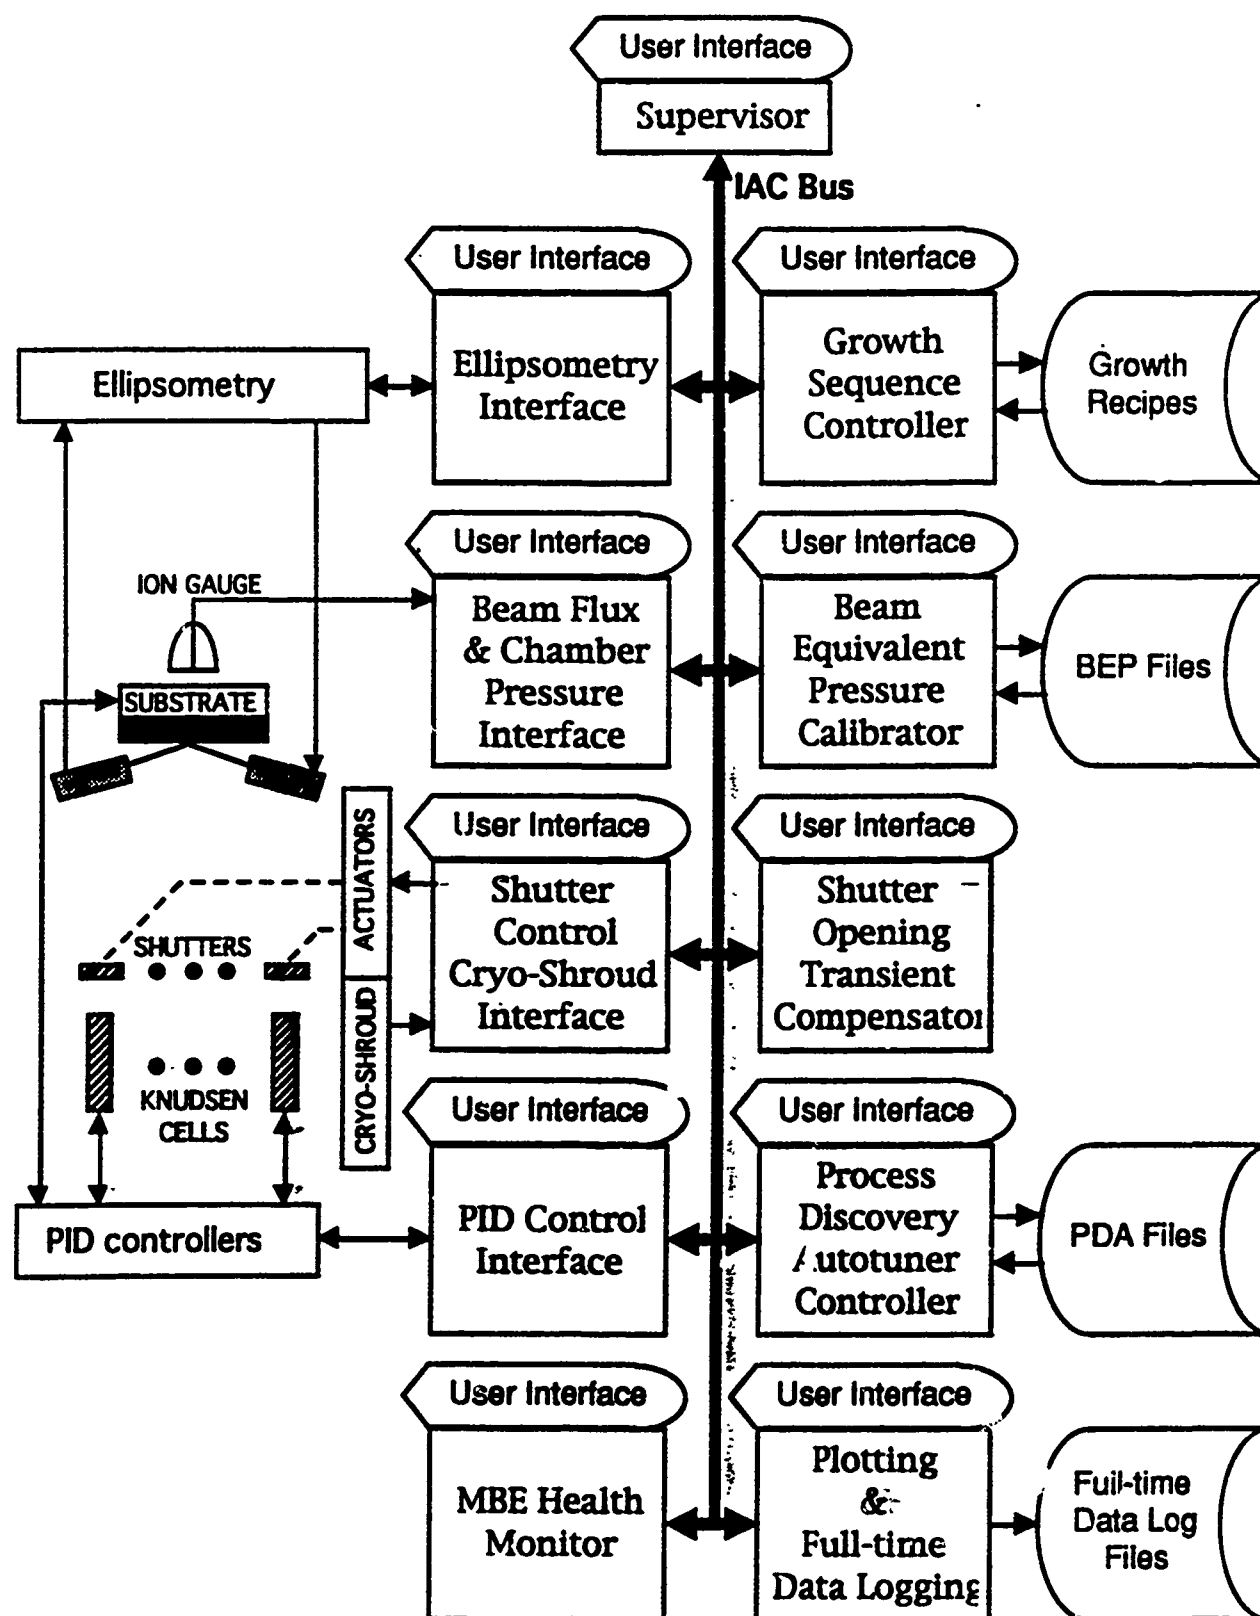 User Interface
Supervisor
IAC Bus
User Interface
User Interface
Ellipsometry
Ellipsometry
Interface
Growth
Sequence
Controller
Growth
Recipes
User Interface
User Interface
ION GAUGE
SUBSTRATE
Beam Flux
& Chamber
Pressure
Interface
Beam
Equivalent
Pressure
Calibrator
BEP Files
User Interface
User Interface
ACTUATORS
SHUTTERS
Shutter
Control
Cryo-Shroud
Interface
Shutter
Opening
Transient
Compensator
CRYO-SHROUD
KNUDSEN
CELLS
User Interface
User Interface
PID controllers
PID Control
Interface
Process
Discovery
Autotuner
Controller
PDA Files
User Interface
User Interface
MBE Health
Monitor
Plotting
&
Full-time
Data Logging
Full-time
Data Log
Files